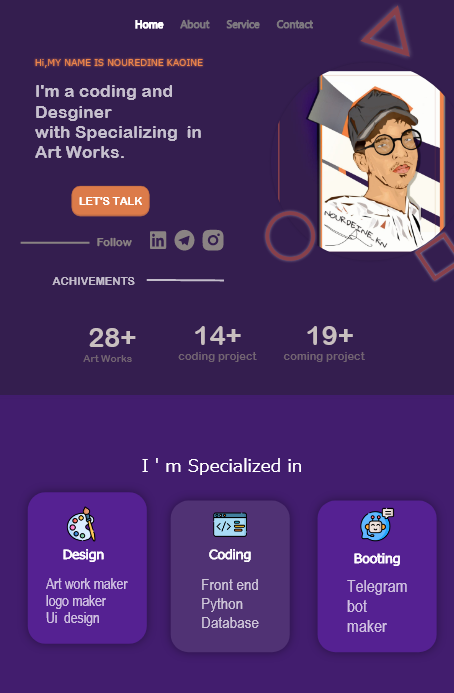 Home About Service Contact
Hi,MY NAME IS NOUREDINE KAOINE
I'm a coding and
Desginer
with Specializing in
Art Works.
LET'S TALK
Follow
NOURDEINE_KN
ACHIVEMENTS
28+ 14+ 19+
Art Works coding project coming project
I ' m Specialized in
Design
Art work maker
logo maker
Ui design
Coding
Front end
Python
Database
Booting
Telegram
bot
maker